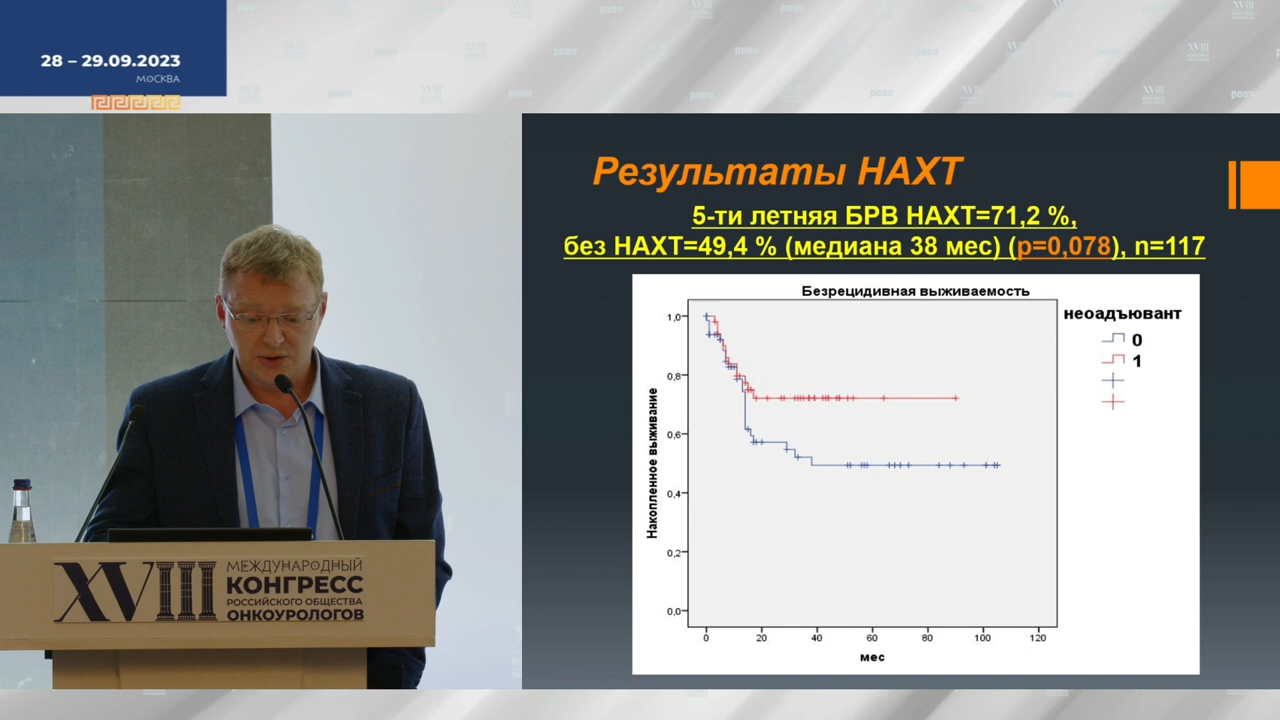 28 – 29.09.2023
МОСКВА
XVIII
МЕЖДУНАРОДНЫЙ
КОНГРЕСС
РОССИЙСКОГО ОБЩЕСТВА
ОНКОУРОЛОГОВ
Результаты НАХТ
5-ти летняя БРВ НАХТ=71,2 %,
без НАХТ=49,4 % (медиана 38 мес) (р=0,078), n=117
Безрецидивная выживаемость
неоадъювант
0
1
Накопленное выживание
1,0
0,8
0,6
0,4
0,2
0,0
0 20 40 60 80 100 120
мес